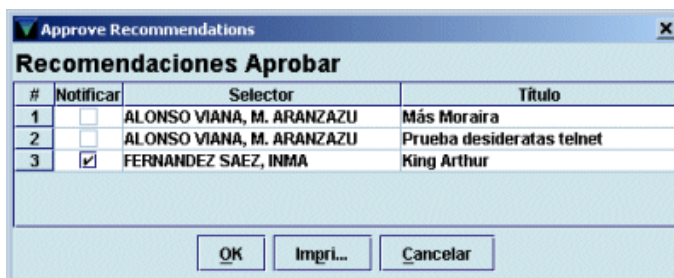 Approve Recommendations
Recomendaciones Aprobar
# Notificar Selector Título
1 ALONSO VIANA, M. ARANZAZU Más Moraira
2 ALONSO VIANA, M. ARANZAZU Prueba desideratas telnet
3 FERNANDEZ SAEZ, INMA King Arthur
OK Impri... Cancelar